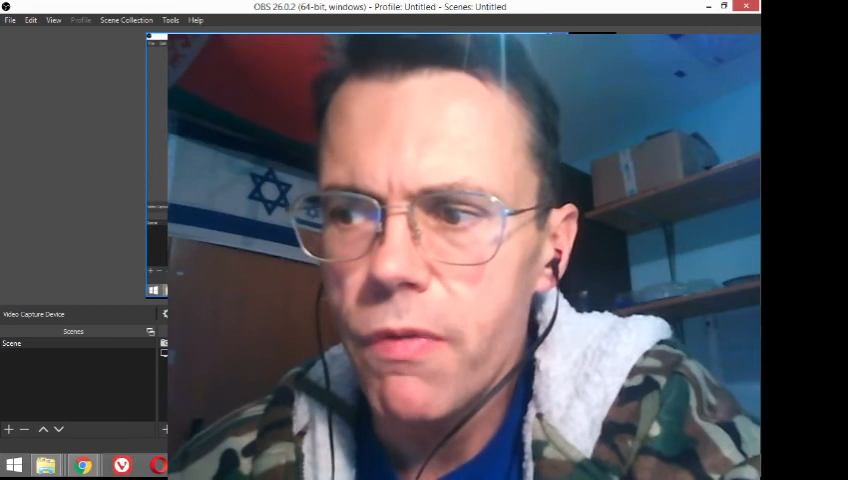 OBS 26.0.2 (64-bit, windows) - Profile: Untitled - Scenes: Untitled
File Edit View Profile Scene Collection Tools Help
Video Capture Device
Scenes
Scene